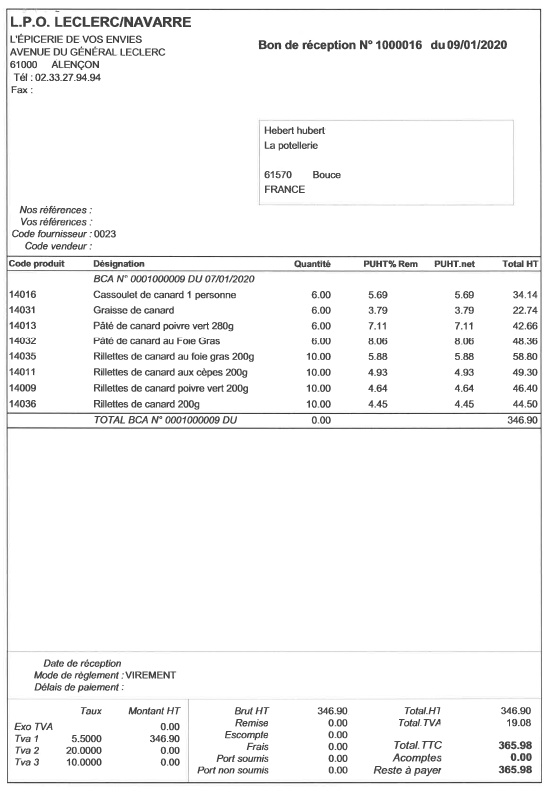 L.P.O. LECLERC/NAVARRE
L'ÉPICERIE DE VOS ENVIES
AVENUE DU GÉNÉRAL LECLERC
61000 ALENÇON
Tél : 02.33.27.94.94
Fax :
Bon de réception N° 1000016 du 09/01/2020
Hebert hubert
La potellerie
61570 Bouce
FRANCE
Nos références :
Vos références :
Code fournisseur : 0023
Code vendeur :
Code produit Désignation Quantité PUHT% Rem PUHT.net Total HT
BCA N° 0001000009 DU 07/01/2020
14016 Cassoulet de canard 1 personne 6.00 5.69 5.69 34.14
14031 Graisse de canard 6.00 3.79 3.79 22.74
14013 Pâté de canard poivre vert 280g 6.00 7.11 7.11 42.66
14032 Pâté de canard au Foie Gras 6.00 8.06 8.06 48.36
14035 Rillettes de canard au foie gras 200g 10.00 5.88 5.88 58.80
14011 Rillettes de canard aux cèpes 200g 10.00 4.93 4.93 49.30
14009 Rillettes de canard poivre vert 200g 10.00 4.64 4.64 46.40
14036 Rillettes de canard 200g 10.00 4.45 4.45 44.50
TOTAL BCA N° 0001000009 DU 0.00 346.90
Date de réception
Mode de règlement : VIREMENT
Délais de paiement :
Taux Montant HT
Exo TVA 0.00
Tva 1 5.5000 346.90
Tva 2 20.0000 0.00
Tva 3 10.0000 0.00
Brut HT 346.90
Remise 0.00
Escompte 0.00
Frais 0.00
Port soumis 0.00
Port non soumis 0.00
Total.HT 346.90
Total.TVA 19.08
Total.TTC 365.98
Acomptes 0.00
Reste à payer 365.98